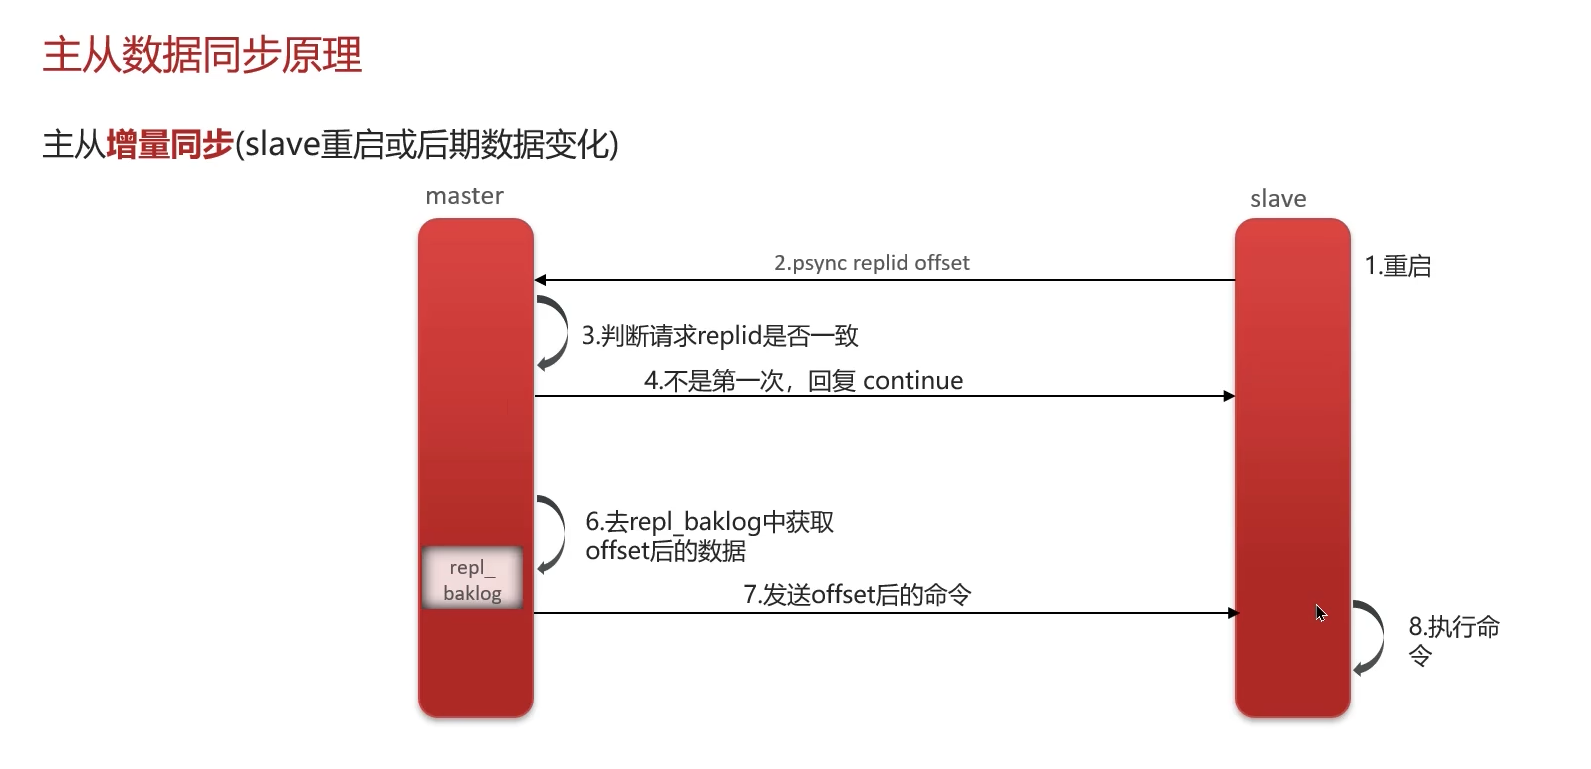 主从数据同步原理
主从增量同步(slave重启或后期数据变化)
master
slave
2.psync replid offset
1.重启
3.判断请求replid是否一致
4.不是第一次，回复 continue
6.去repl_baklog中获取
offset后的数据
repl_
baklog
7.发送offset后的命令
8.执行命
令